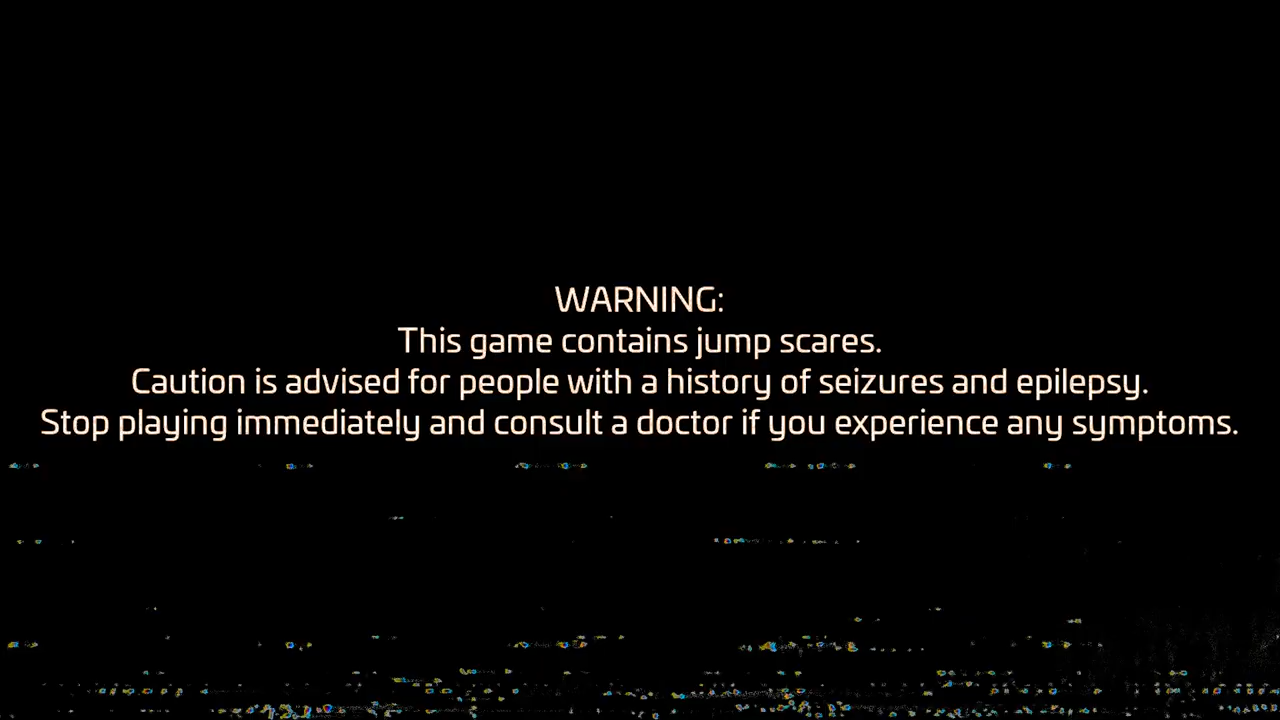 WARNING:
This game contains jump scares.
Caution is advised for people with a history of seizures and epilepsy.
Stop playing immediately and consult a doctor if you experience any symptoms.